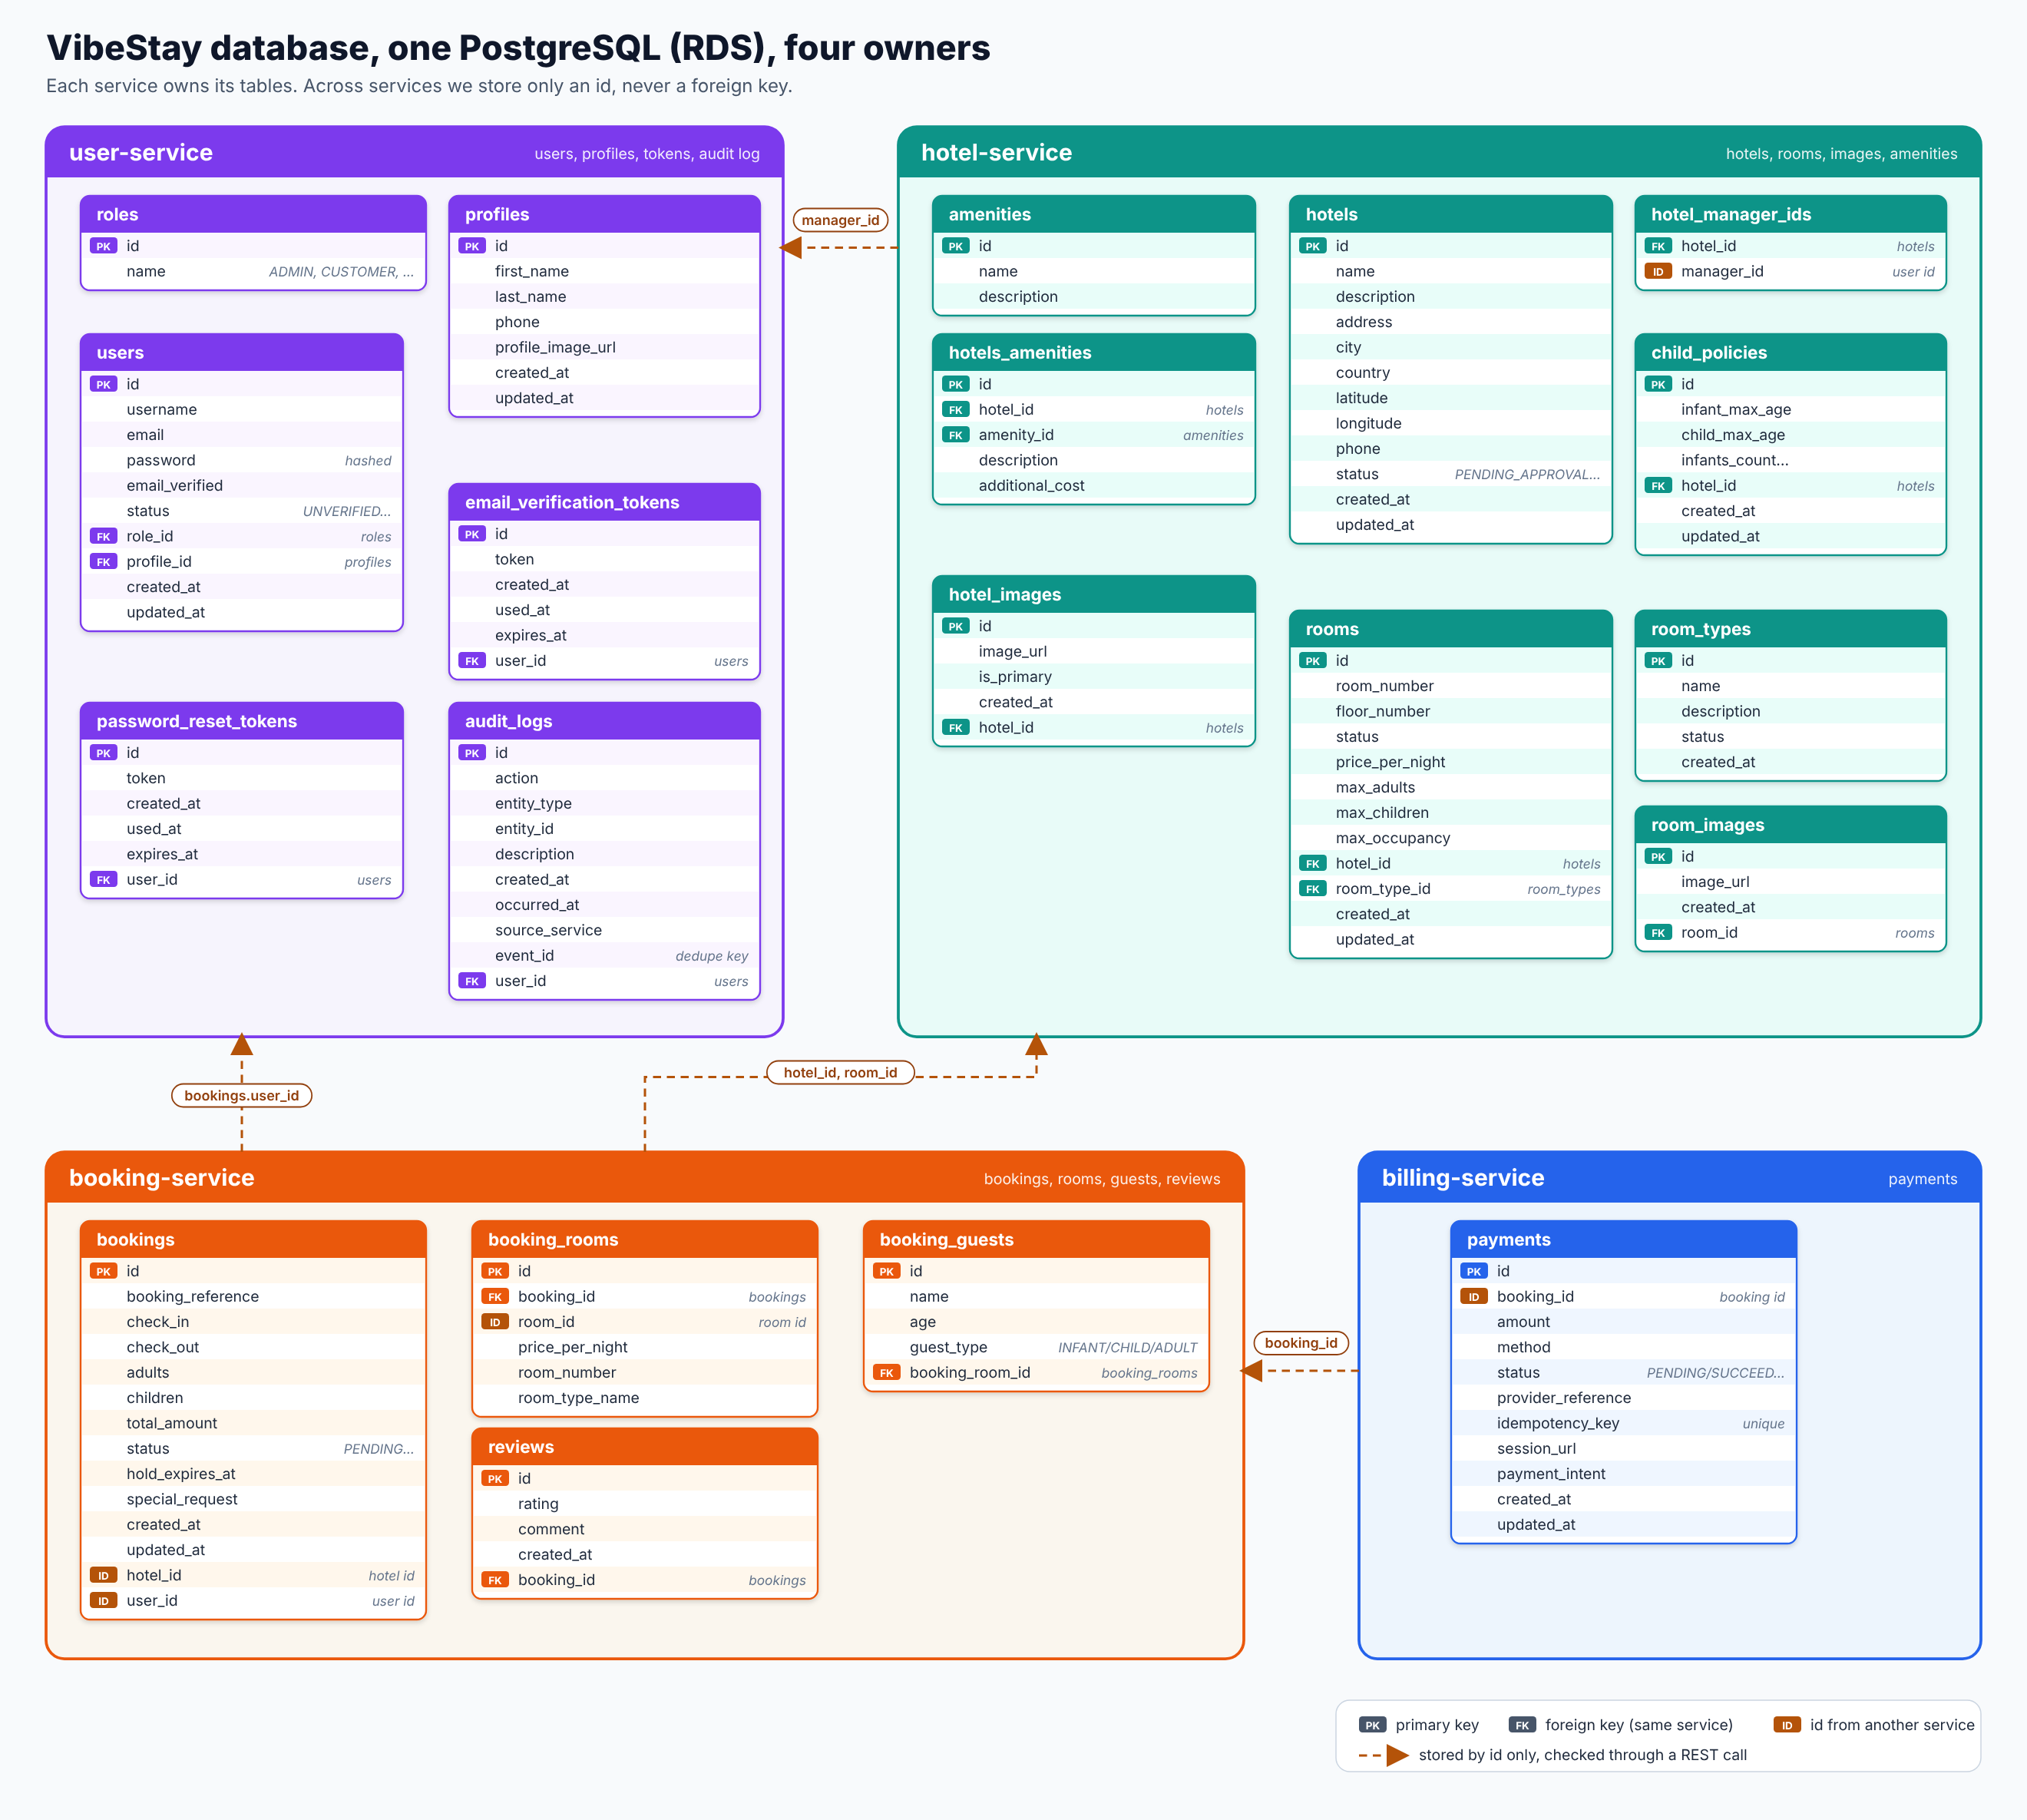 VibeStay database, one PostgreSQL (RDS), four owners
Each service owns its tables. Across services we store only an id, never a foreign key.
user-service
users, profiles, tokens, audit log
roles
PK id
name ADMIN, CUSTOMER, ...
profiles
PK id
first_name
last_name
phone
profile_image_url
created_at
updated_at
users
PK id
username
email
password hashed
email_verified
status UNVERIFIED...
FK role_id roles
FK profile_id profiles
created_at
updated_at
email_verification_tokens
PK id
token
created_at
used_at
expires_at
FK user_id users
password_reset_tokens
PK id
token
created_at
used_at
expires_at
FK user_id users
audit_logs
PK id
action
entity_type
entity_id
description
created_at
occurred_at
source_service
event_id dedupe key
FK user_id users
manager_id
hotel-service
hotels, rooms, images, amenities
amenities
PK id
name
description
hotels_amenities
PK id
FK hotel_id hotels
FK amenity_id amenities
description
additional_cost
hotel_images
PK id
image_url
is_primary
created_at
FK hotel_id hotels
hotels
PK id
name
description
address
city
country
latitude
longitude
phone
status PENDING_APPROVAL...
created_at
updated_at
rooms
PK id
room_number
floor_number
status
price_per_night
max_adults
max_children
max_occupancy
FK hotel_id hotels
FK room_type_id room_types
created_at
updated_at
hotel_manager_ids
FK hotel_id hotels
ID manager_id user id
child_policies
PK id
infant_max_age
child_max_age
infants_count...
FK hotel_id hotels
created_at
updated_at
room_types
PK id
name
description
status
created_at
room_images
PK id
image_url
created_at
FK room_id rooms
bookings.user_id
hotel_id, room_id
booking-service
bookings, rooms, guests, reviews
bookings
PK id
booking_reference
check_in
check_out
adults
children
total_amount
status PENDING...
hold_expires_at
special_request
created_at
updated_at
ID hotel_id hotel id
ID user_id user id
booking_rooms
PK id
FK booking_id bookings
ID room_id room id
price_per_night
room_number
room_type_name
reviews
PK id
rating
comment
created_at
FK booking_id bookings
booking_guests
PK id
name
age
guest_type INFANT/CHILD/ADULT
FK booking_room_id booking_rooms
booking_id
billing-service
payments
payments
PK id
ID booking_id booking id
amount
method
status PENDING/SUCCEED...
provider_reference
idempotency_key unique
session_url
payment_intent
created_at
updated_at
PK primary key FK foreign key (same service) ID id from another service
stored by id only, checked through a REST call